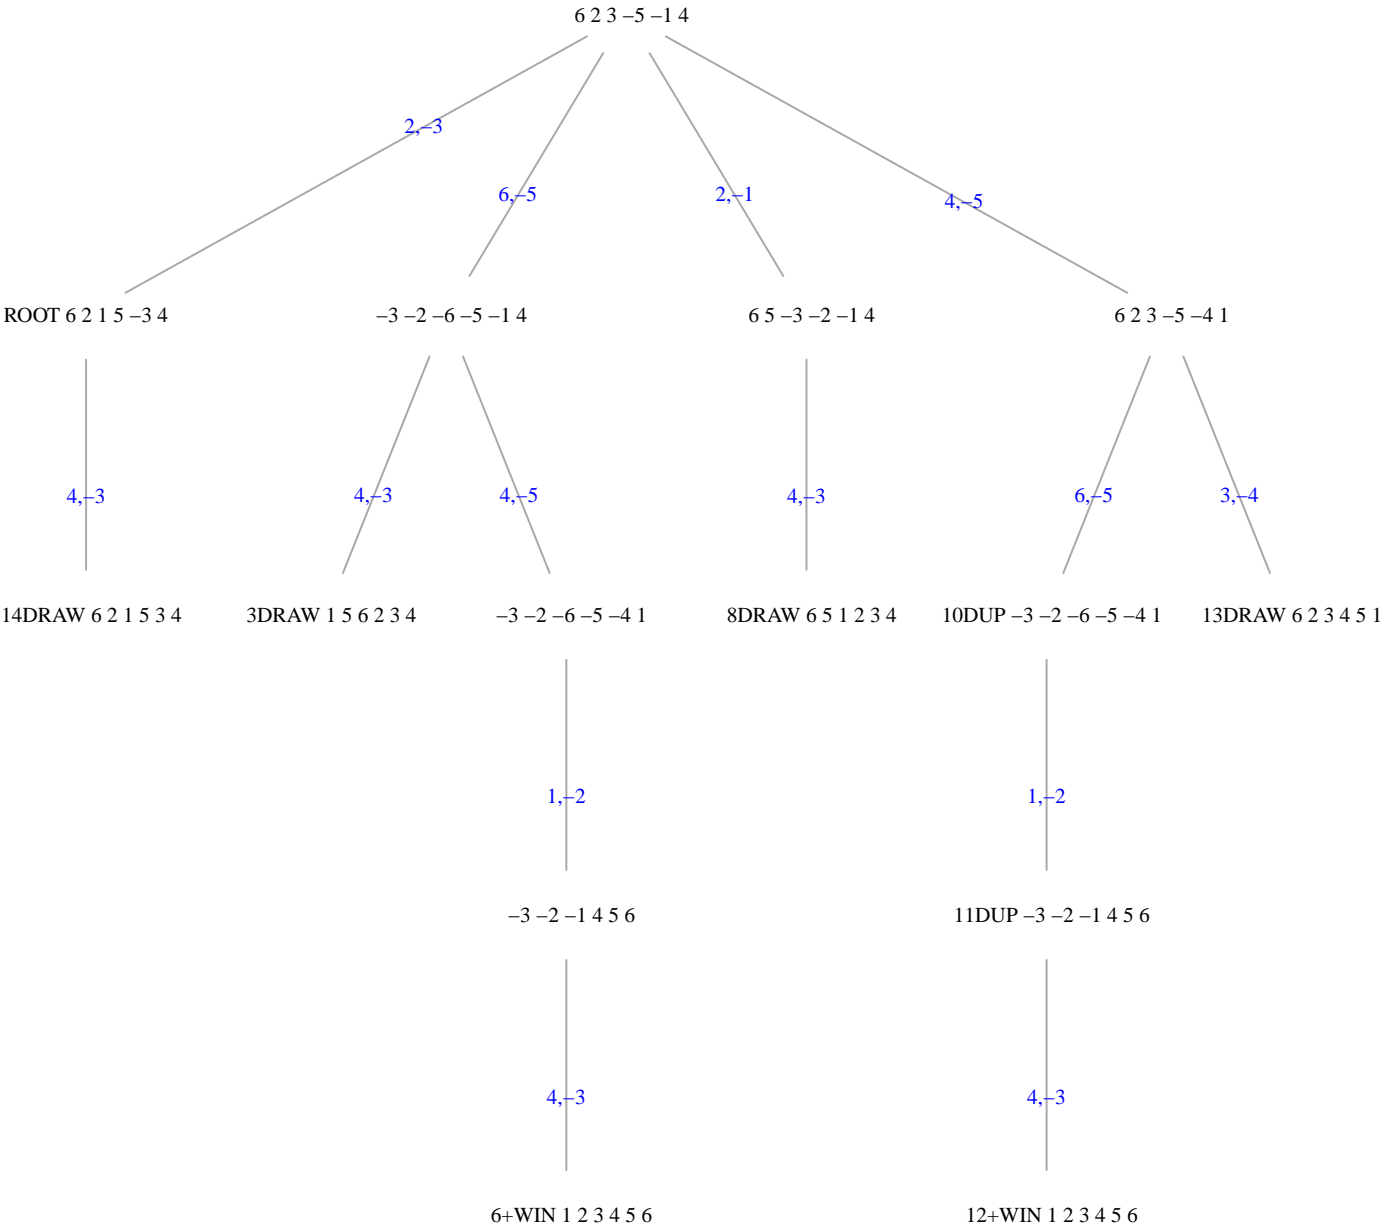 6 2 3 –5 –1 4
2,–3
6,–5
2,–1
4,–5
ROOT 6 2 1 5 –3 4
–3 –2 –6 –5 –1 4
6 5 –3 –2 –1 4
6 2 3 –5 –4 1
4,–3
4,–3
4,–5
4,–3
6,–5
3,–4
14DRAW 6 2 1 5 3 4
3DRAW 1 5 6 2 3 4
–3 –2 –6 –5 –4 1
8DRAW 6 5 1 2 3 4
10DUP –3 –2 –6 –5 –4 1
13DRAW 6 2 3 4 5 1
1,–2
1,–2
–3 –2 –1 4 5 6
11DUP –3 –2 –1 4 5 6
4,–3
4,–3
6+WIN 1 2 3 4 5 6
12+WIN 1 2 3 4 5 6